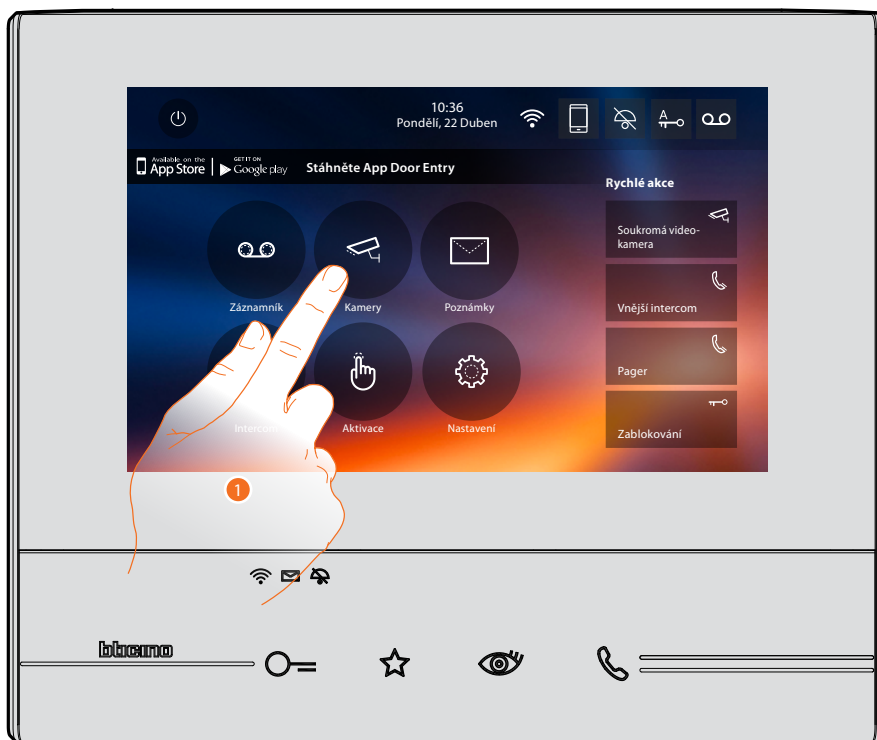 10:36
Pondělí, 22 Duben
A
Available on the
App Store
GET IT ON
Google play
Stáhněte App Door Entry
Rychlé akce
Soukromá video-
kamera
Vnější intercom
Pager
Zablokování
Záznamník
Kamery
Poznámky
Intercom
Aktivace
Nastavení
1
bticino